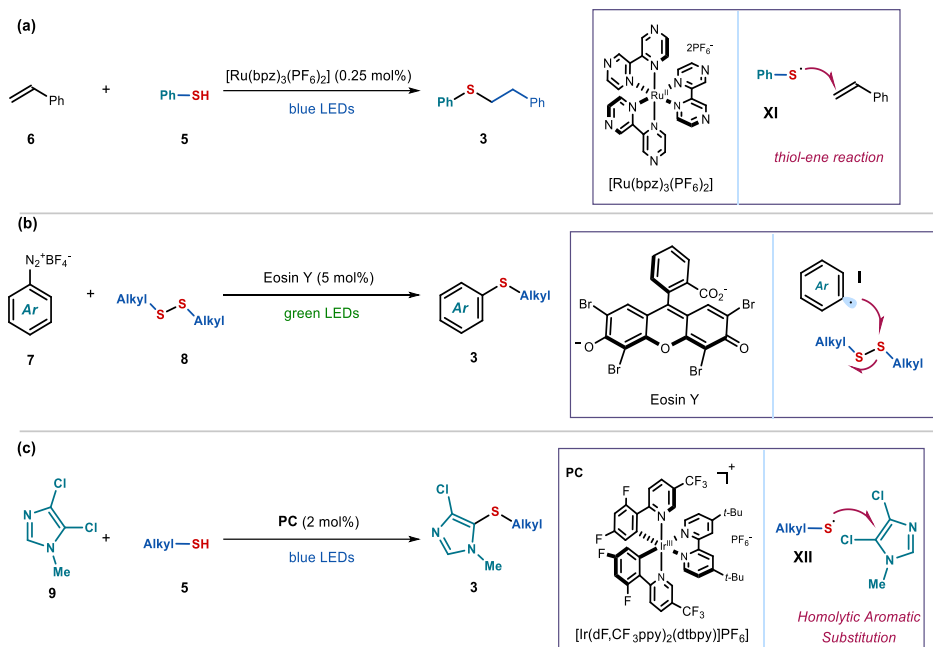 (a)
Ph
6
+
Ph
SH
5
[Ru(bpz)3(PF6)2] (0.25 mol%)
blue LEDs
Ph
S
Ph
3
N
N
N
N
N
N
N
N
N
N
N
N
RuII
2PF6-
[Ru(bpz)3(PF6)2]
Ph
S·
Ph
XI
thiol-ene reaction
(b)
N2+BF4-
Ar
7
+
Alkyl
S
S
Alkyl
8
Eosin Y (5 mol%)
green LEDs
Ar
S
Alkyl
3
CO2-
Br
Br
-O
O
O
Br
Br
Eosin Y
Ar
I
Alkyl
S
S
Alkyl
(c)
Cl
N
Cl
N
Me
9
+
Alkyl
SH
5
PC (2 mol%)
blue LEDs
Cl
N
S
Alkyl
N
Me
3
PC
+
CF3
F
N
t-Bu
F
N
IrIII
PF6-
F
N
t-Bu
N
F
CF3
[Ir(dF,CF3ppy)2(dtbpy)]PF6]
Alkyl
S·
XII
Cl
Cl
N
N
Me
Homolytic Aromatic
Substitution